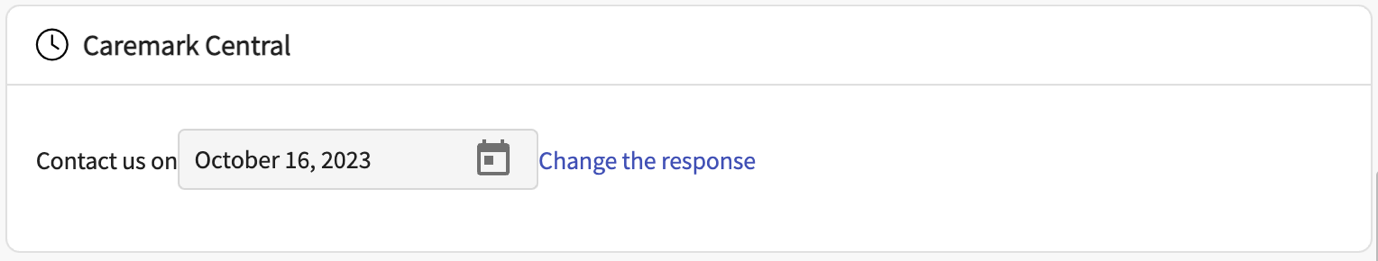 Caremark Central
Contact us on October 16, 2023 Change the response